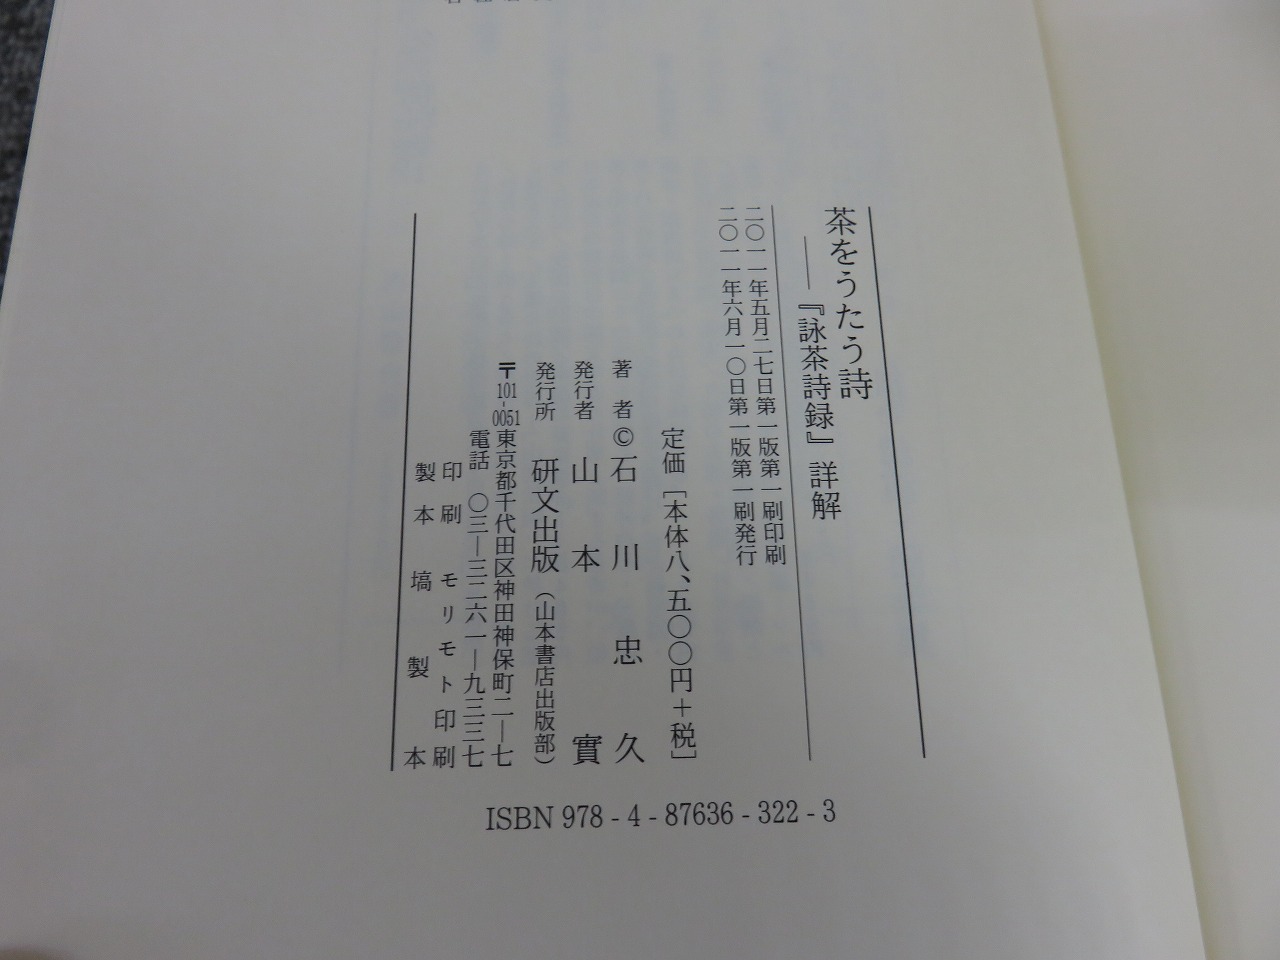 茶をうたう詩
――『詠茶詩録』詳解
二〇一一年五月二七日第一版第一刷印刷
二〇一一年六月一〇日第一版第一刷発行
定価［本体八、五〇〇円＋税］
著者©石川忠久
発行者 山本實
発行所 研文出版（山本書店出版部）
〒101-0051東京都千代田区神田神保町二―七
電話 〇三―三二六一―九三三七
印刷 モリモト印刷
製本 塙製本
ISBN 978-4-87636-322-3